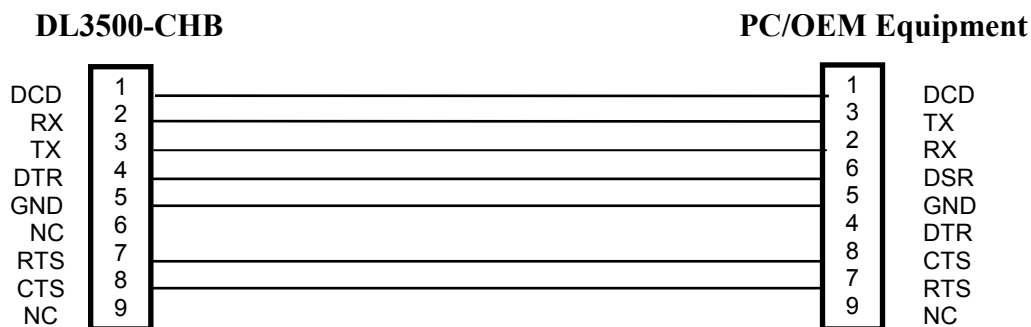 DL3500-CHB PC/OEM Equipment
DCD 1 1 DCD
RX 2 3 TX
TX 3 2 RX
DTR 4 6 DSR
GND 5 5 GND
NC 6 4 DTR
RTS 7 8 CTS
CTS 8 7 RTS
NC 9 9 NC